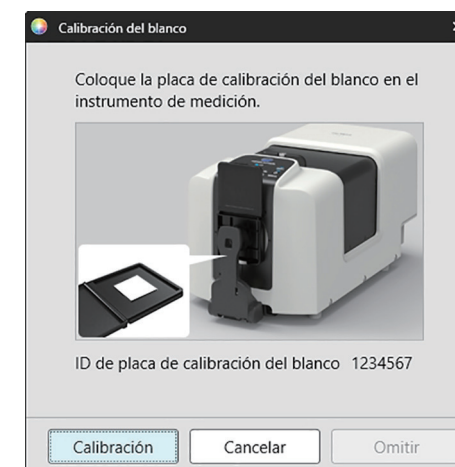 Calibración del blanco
Coloque la placa de calibración del blanco en el
instrumento de medición.
ID de placa de calibración del blanco 1234567
Calibración
Cancelar
Omitir